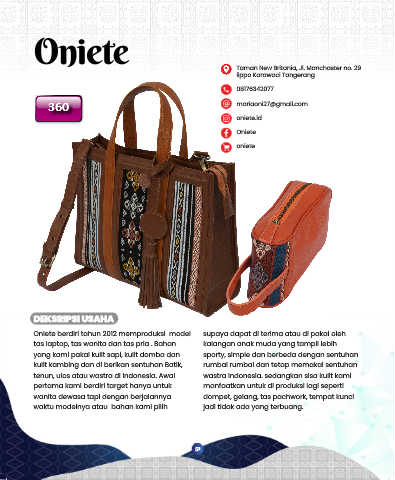 Oniete
Taman New Britania, Jl. Manchaster no. 29
lippo Karawaci Tangerang
08176342077
mariaoni27@gmail.com
oniete.id
Oniete
oniete
360
DEKSRIPSI USAHA
Oniete berdiri tahun 2012 memproduksi model
tas laptop, tas wanita dan tas pria . Bahan
yang kami pakai kulit sapi, kulit domba dan
kulit kambing dan di berikan sentuhan Batik,
tenun, ulos atau wastra di Indonesia. Awal
pertama kami berdiri target hanya untuk
wanita dewasa tapi dengan berjalannya
waktu modelnya atau bahan kami pilih
supaya dapat di terima atau di pakai oleh
kalangan anak muda yang tampil lebih
sporty, simple dan berbeda dengan sentuhan
rumbai rumbai dan tetap memakai sentuhan
wastra Indonesia. sedangkan sisa kulit kami
manfaatkan untuk di produksi lagi seperti
dompet, gelang, tas pachwork, tempat kunci
jadi tidak ada yang terbuang.